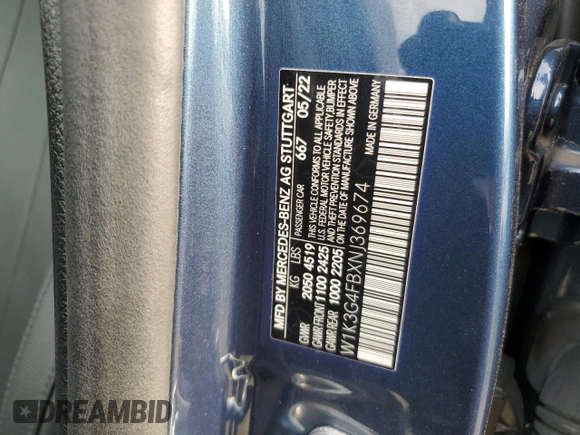 MFD BY MERCEDES-BENZ AG STUTTGART
PASSENGER CAR 667 05/22
KG LBS
GVWR 2050 4519
GAWR FRONT 1100 2425
GAWR REAR 1000 2205
THIS VEHICLE CONFORMS TO ALL APPLICABLE
U.S. FEDERAL MOTOR VEHICLE SAFETY,BUMPER
AND THEFT PREVENTION STANDARDS IN EFFECT
ON THE DATE OF MANUFACTURE SHOWN ABOVE
W1K3G4FBXNJ369674
MADE IN GERMANY
DREAMBID